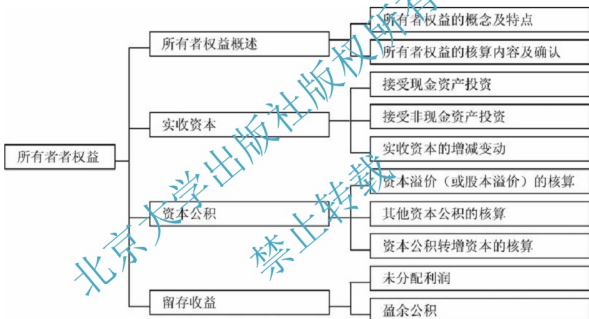 所有者者权益
所有者权益概述
所有者权益的概念及特点
所有者权益的核算内容及确认
实收资本
接受现金资产投资
接受非现金资产投资
实收资本的增减变动
资本公积
资本溢价（或股本溢价）的核算
其他资本公积的核算
资本公积转增资本的核算
留存收益
未分配利润
盈余公积
北京大学出版社版权所有
禁止转载